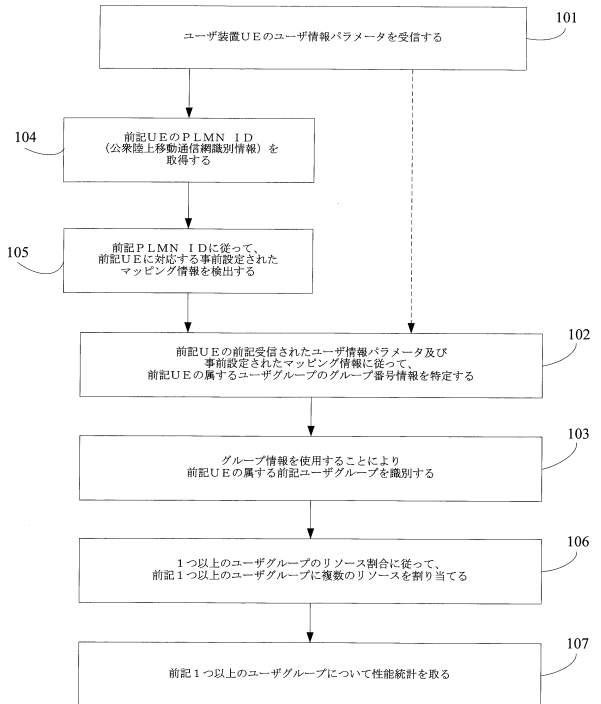 ユーザ装置UEのユーザ情報パラメータを受信する
101
104
前記UEのPLMN ID
(公衆陸上移動通信網識別情報)を
取得する
105
前記PLMN IDに従って、
前記UEに対応する事前設定された
マッピング情報を検出する
102
前記UEの前記受信されたユーザ情報パラメータ及び
事前設定されたマッピング情報に従って、
前記UEの属するユーザグループのグループ番号情報を特定する
103
グループ情報を使用することにより
前記UEの属する前記ユーザグループを識別する
106
1つ以上のユーザグループのリソース割合に従って、
前記1つ以上のユーザグループに複数のリソースを割り当てる
107
前記1つ以上のユーザグループについて性能統計を取る